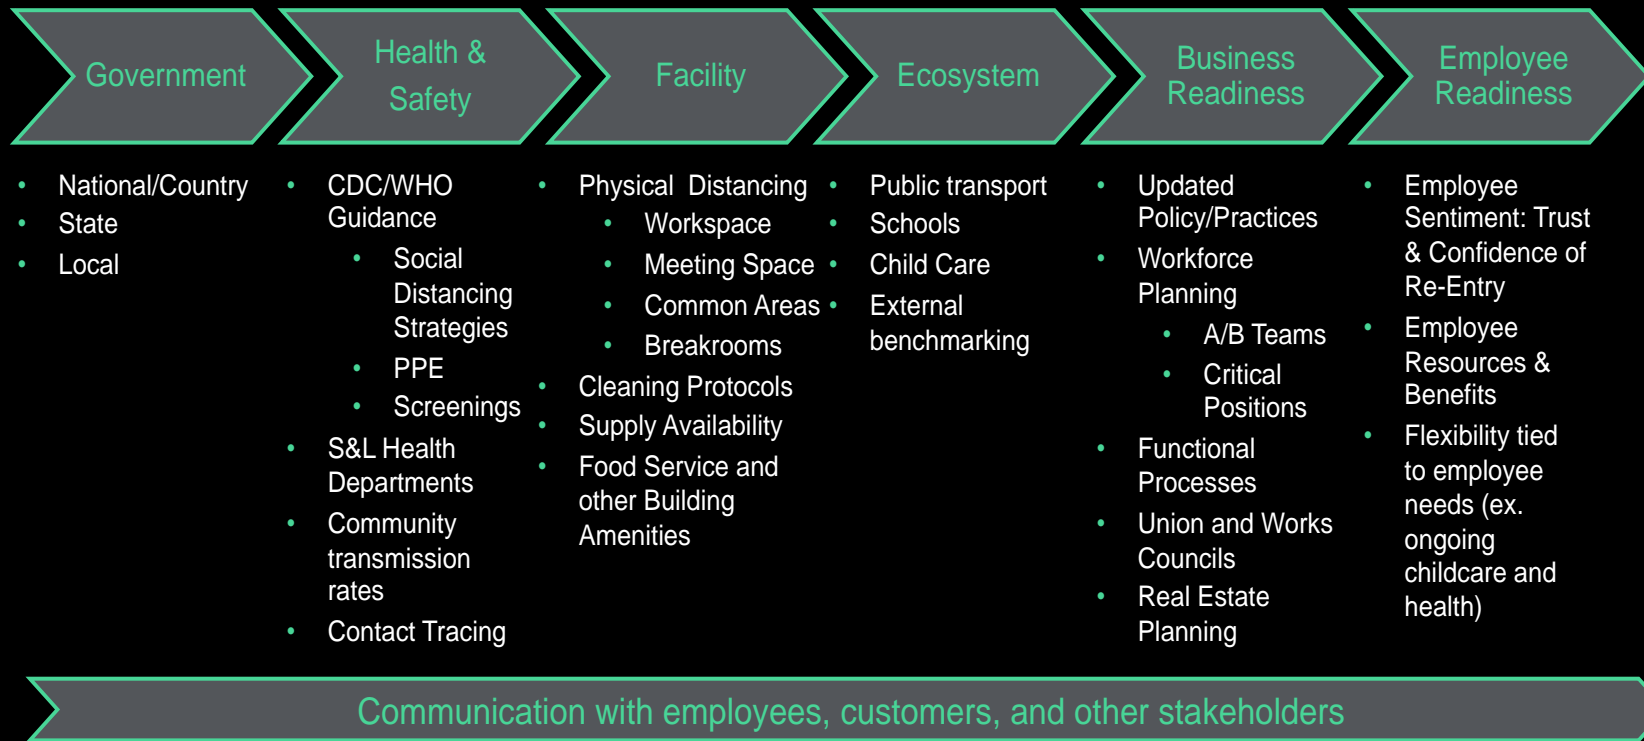 Government
Health &
Safety
Facility
Ecosystem
Business
Readiness
Employee
Readiness
• National/Country
• State
• Local
• CDC/WHO
Guidance
• Social
Distancing
Strategies
• PPE
• Screenings
• S&L Health
Departments
• Community
transmission
rates
• Contact Tracing
• Physical Distancing
• Workspace
• Meeting Space
• Common Areas
• Breakrooms
• Cleaning Protocols
• Supply Availability
• Food Service and
other Building
Amenities
• Public transport
• Schools
• Child Care
• External
benchmarking
• Updated
Policy/Practices
• Workforce
Planning
• A/B Teams
• Critical
Positions
• Functional
Processes
• Union and Works
Councils
• Real Estate
Planning
• Employee
Sentiment: Trust
& Confidence of
Re-Entry
• Employee
Resources &
Benefits
• Flexibility tied
to employee
needs (ex.
ongoing
childcare and
health)
Communication with employees, customers, and other stakeholders